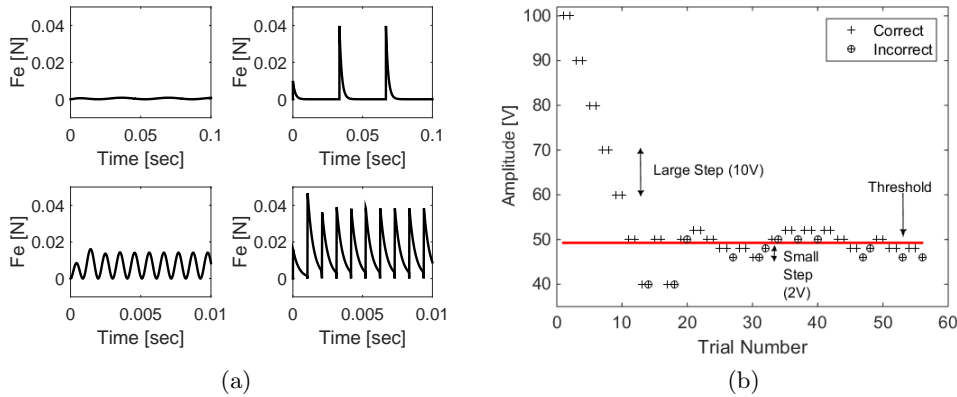 Fe [N]
0.04
0.02
0
0
0.05
0.1
Time [sec]
Fe [N]
0.04
0.02
0
0
0.05
0.1
Time [sec]
Fe [N]
0.04
0.02
0
0
0.005
0.01
Time [sec]
Fe [N]
0.04
0.02
0
0
0.005
0.01
Time [sec]
(a)
Amplitude [V]
100
90
80
70
60
50
40
Correct
Incorrect
Large Step (10V)
Threshold
Small
Step
(2V)
0
10
20
30
40
50
60
Trial Number
(b)